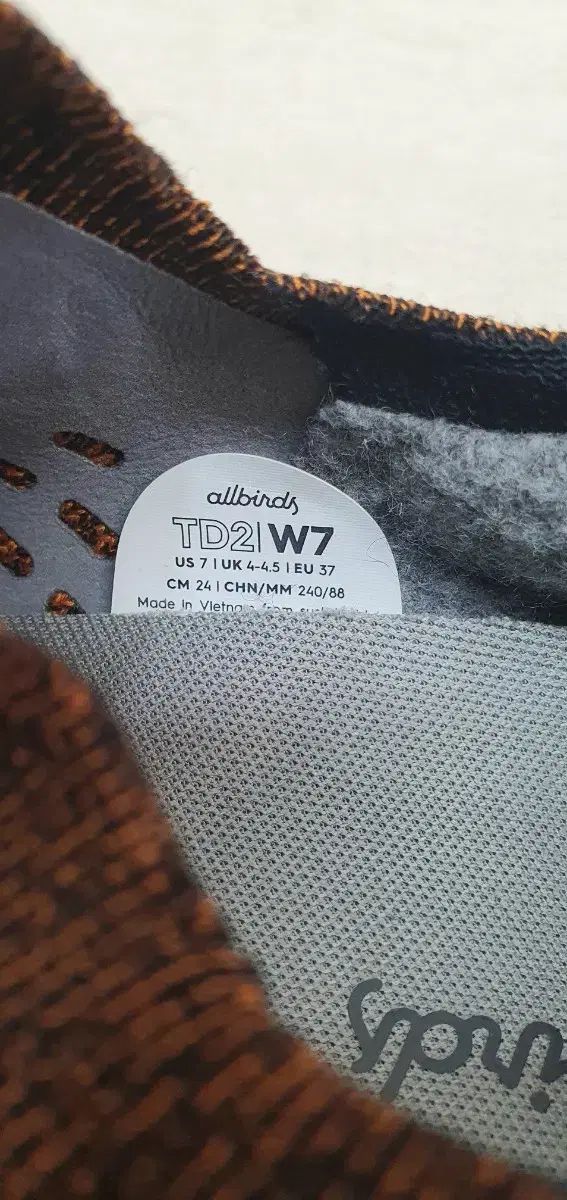 allbirds
TD2| W7
US 7 | UK 4-4.5 | EU 37
CM 24 | CHN/MM 240/88
Made in